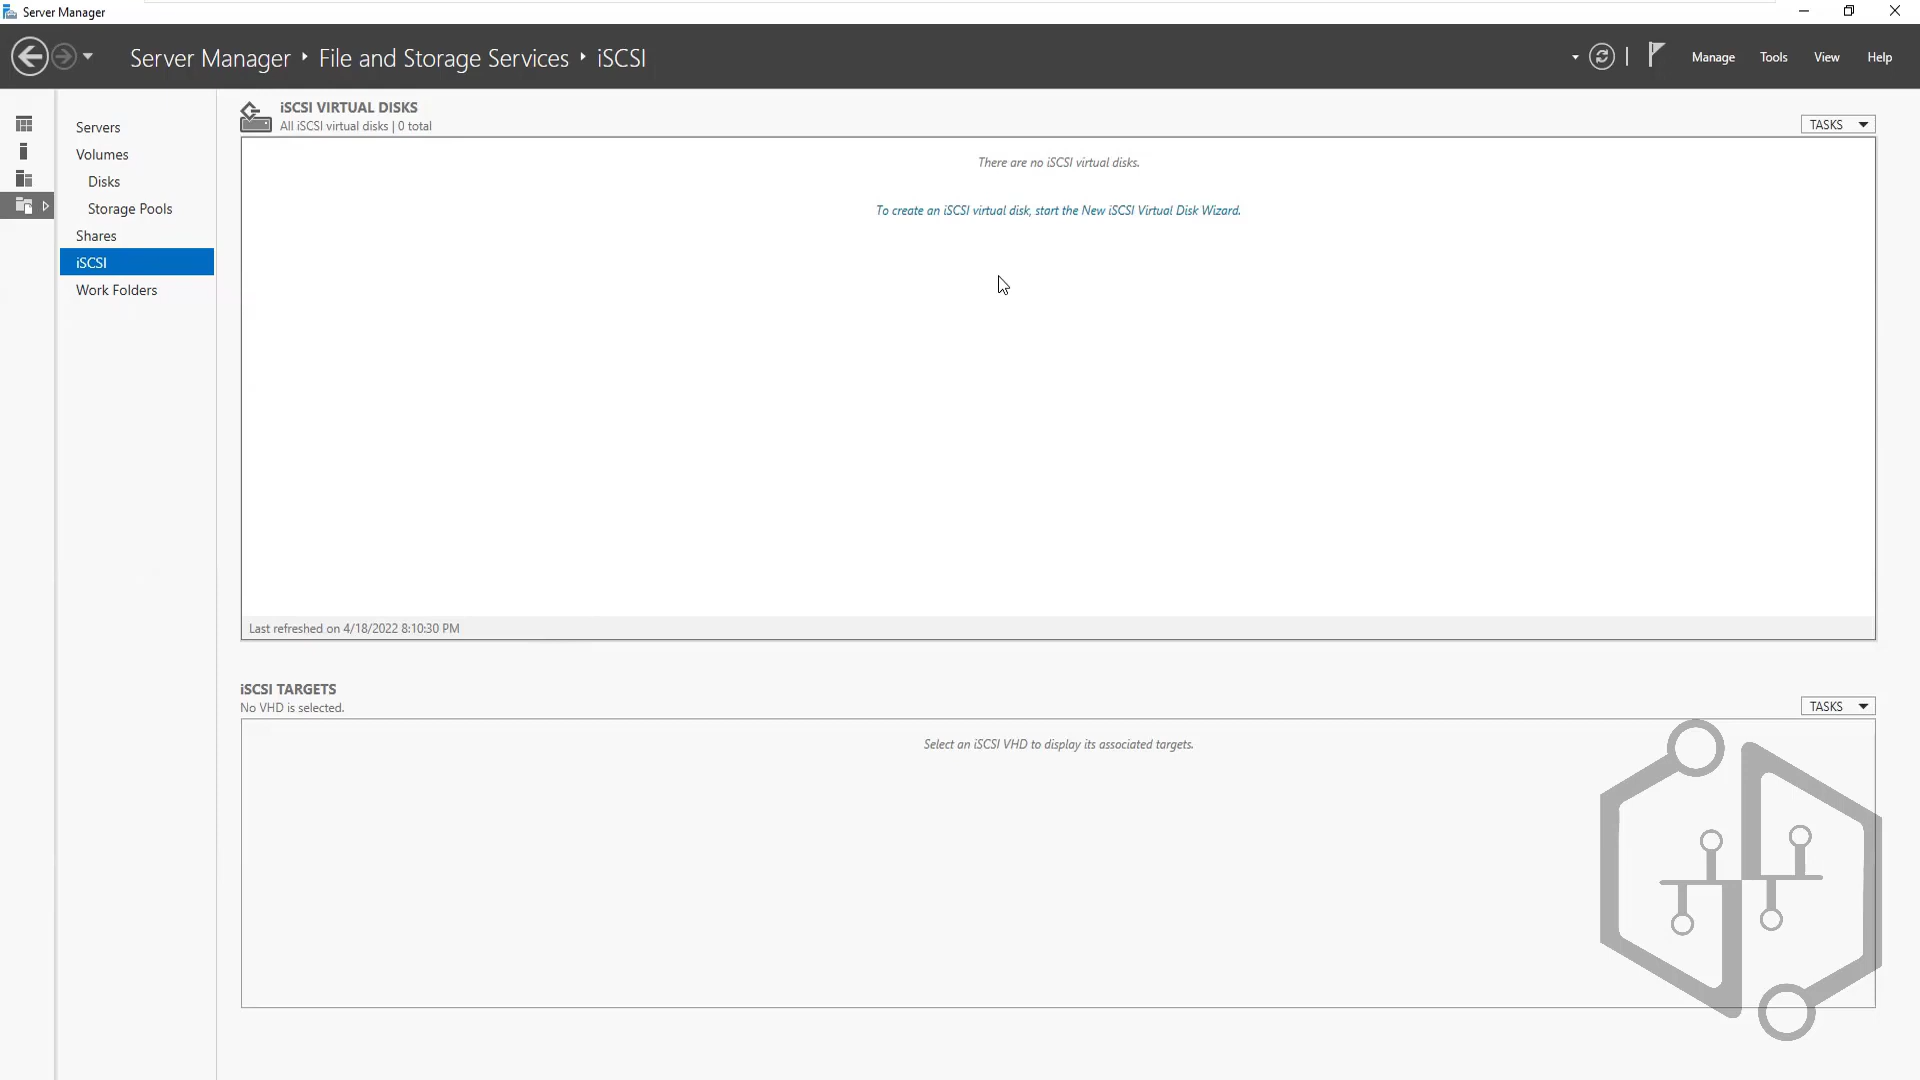 Server Manager
Server Manager ‣ File and Storage Services ‣ iSCSI
Manage
Tools
View
Help
Servers
Volumes
Disks
Storage Pools
Shares
iSCSI
Work Folders
iSCSI VIRTUAL DISKS
All iSCSI virtual disks | 0 total
TASKS
There are no iSCSI virtual disks.
To create an iSCSI virtual disk, start the New iSCSI Virtual Disk Wizard.
Last refreshed on 4/18/2022 8:10:30 PM
iSCSI TARGETS
No VHD is selected.
TASKS
Select an iSCSI VHD to display its associated targets.